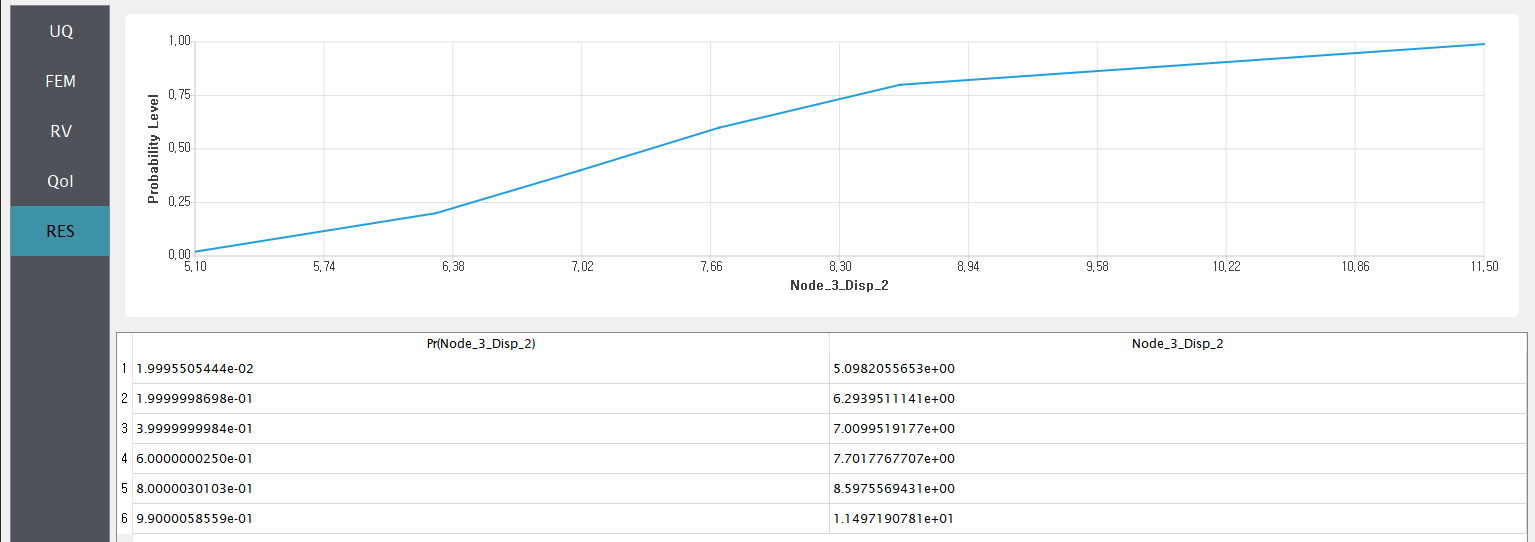 UQ
FEM
RV
QoI
RES
Probability Level
1,00
0,75
0,50
0,25
0,00
5,10 5,74 6,38 7,02 7,66 8,30 8,94 9,58 10,22 10,86 11,50
Node_3_Disp_2
Pr(Node_3_Disp_2) Node_3_Disp_2
1 1.9995505444e-02 5.0982055653e+00
2 1.9999998698e-01 6.2939511141e+00
3 3.9999999984e-01 7.0099519177e+00
4 6.0000000250e-01 7.7017767707e+00
5 8.0000030103e-01 8.5975569431e+00
6 9.9000058559e-01 1.1497190781e+01